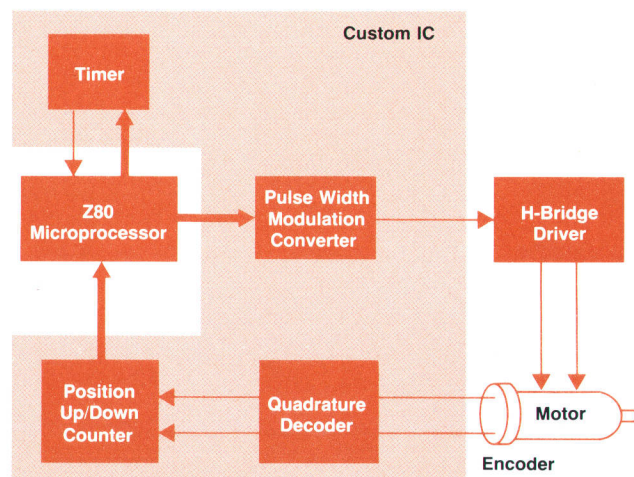 Custom IC
Timer
Z80
Microprocessor
Pulse Width
Modulation
Converter
H-Bridge
Driver
Position
Up/Down
Counter
Quadrature
Decoder
Motor
Encoder